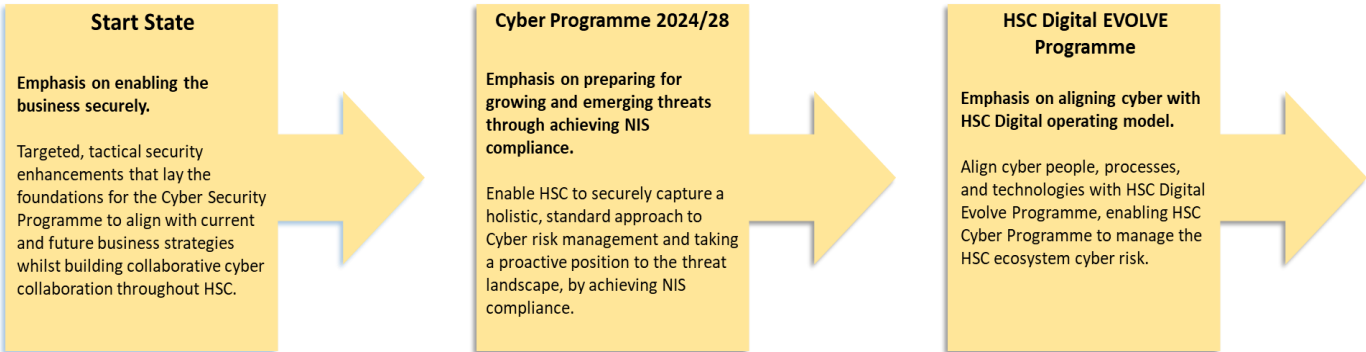 Start State
Emphasis on enabling the
business securely.
Targeted, tactical security
enhancements that lay the
foundations for the Cyber Security
Programme to align with current
and future business strategies
whilst building collaborative cyber
collaboration throughout HSC.
Cyber Programme 2024/28
Emphasis on preparing for
growing and emerging threats
through achieving NIS
compliance.
Enable HSC to securely capture a
holistic, standard approach to
Cyber risk management and taking
a proactive position to the threat
landscape, by achieving NIS
compliance.
HSC Digital EVOLVE
Programme
Emphasis on aligning cyber with
HSC Digital operating model.
Align cyber people, processes,
and technologies with HSC Digital
Evolve Programme, enabling HSC
Cyber Programme to manage the
HSC ecosystem cyber risk.